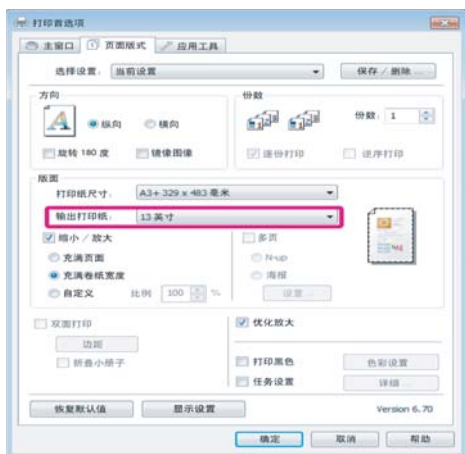 打印首选项
主窗口 页面版式 应用工具
选择设置: 当前设置 保存 / 删除 ...
方向 份数
A 纵向 横向 份数: 1
旋转 180 度 镜像图像 逐份打印 逆序打印
版面
打印纸尺寸: A3+ 329 x 483 毫米
输出打印纸: 13 英寸
缩小 / 放大 多页
充满页面 N-up
充满卷纸宽度 海报
自定义 比例 100 % 设置 ...
双面打印 优化放大
边距
折叠小册子 打印黑色 色彩设置
任务设置 详细 ...
恢复默认值 显示设置 Version 6.70
确定 取消 帮助